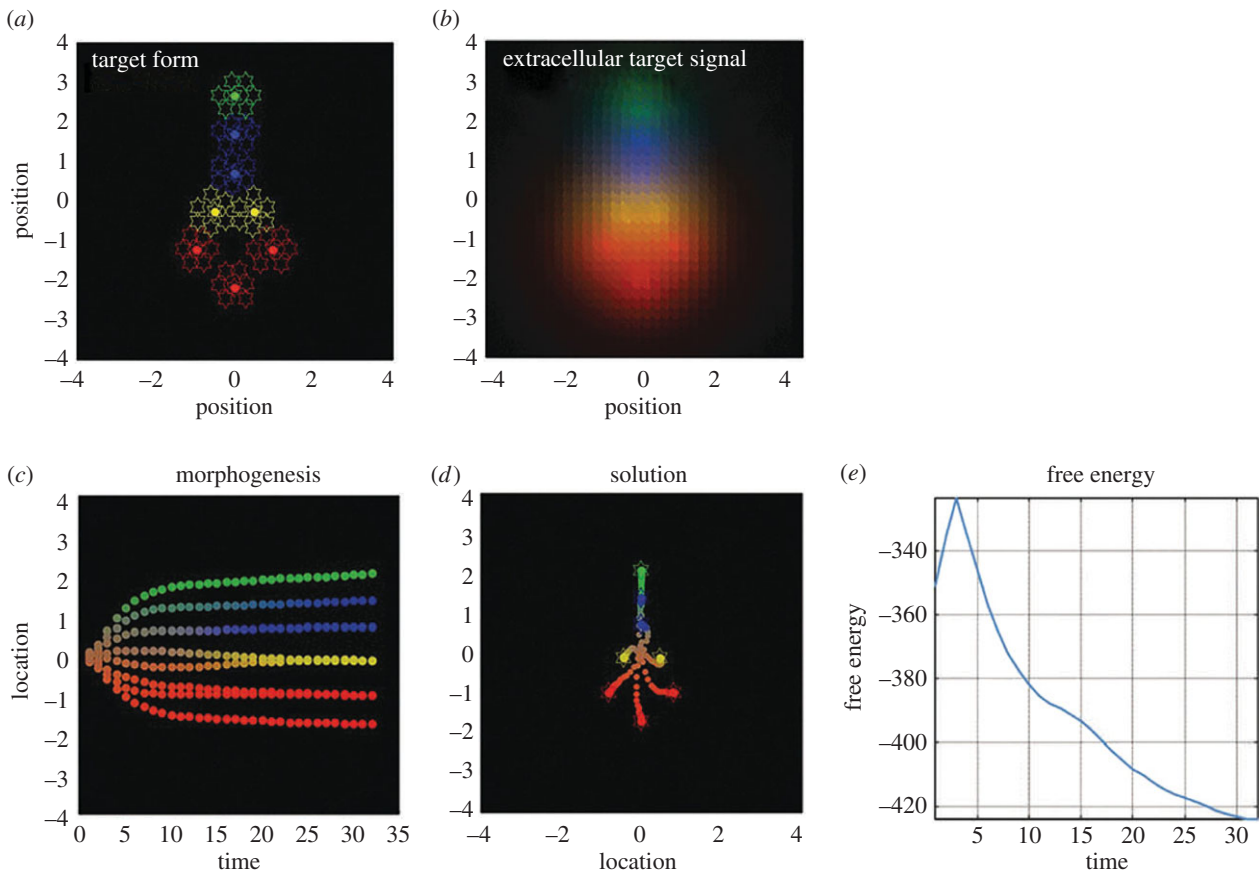 (a)
target form
4
3
2
1
0
–1
–2
–3
–4
position
–4 –2 0 2 4
position
(b)
extracellular target signal
4
3
2
1
0
–1
–2
–3
–4
–4 –2 0 2 4
position
(c) morphogenesis
4
3
2
1
0
–1
–2
–3
–4
location
0 5 10 15 20 25 30 35
time
(d) solution
4
3
2
1
0
–1
–2
–3
–4
–4 –2 0 2 4
location
(e) free energy
–340
–360
–380
–400
–420
free energy
5 10 15 20 25 30
time